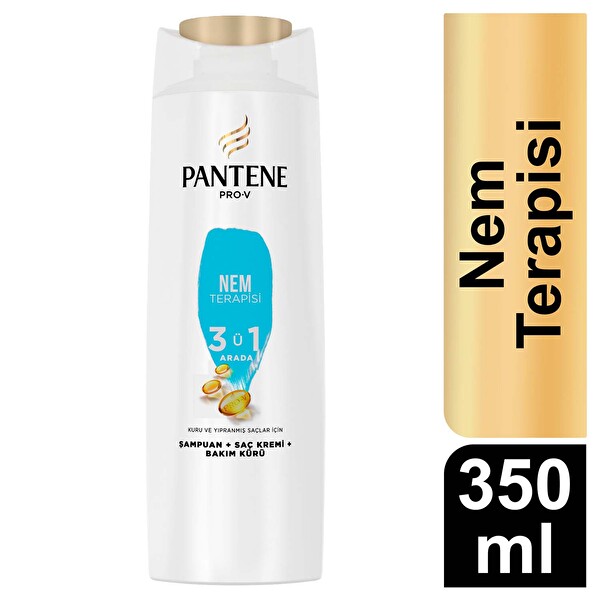 PANTENE
PRO-V
NEM
TERAPİSİ
3 Ü 1
ARADA
KURU VE YIPRANMIŞ SAÇLAR İÇİN
ŞAMPUAN + SAÇ KREMİ +
BAKIM KÜRÜ
Nem
Terapisi
350
ml